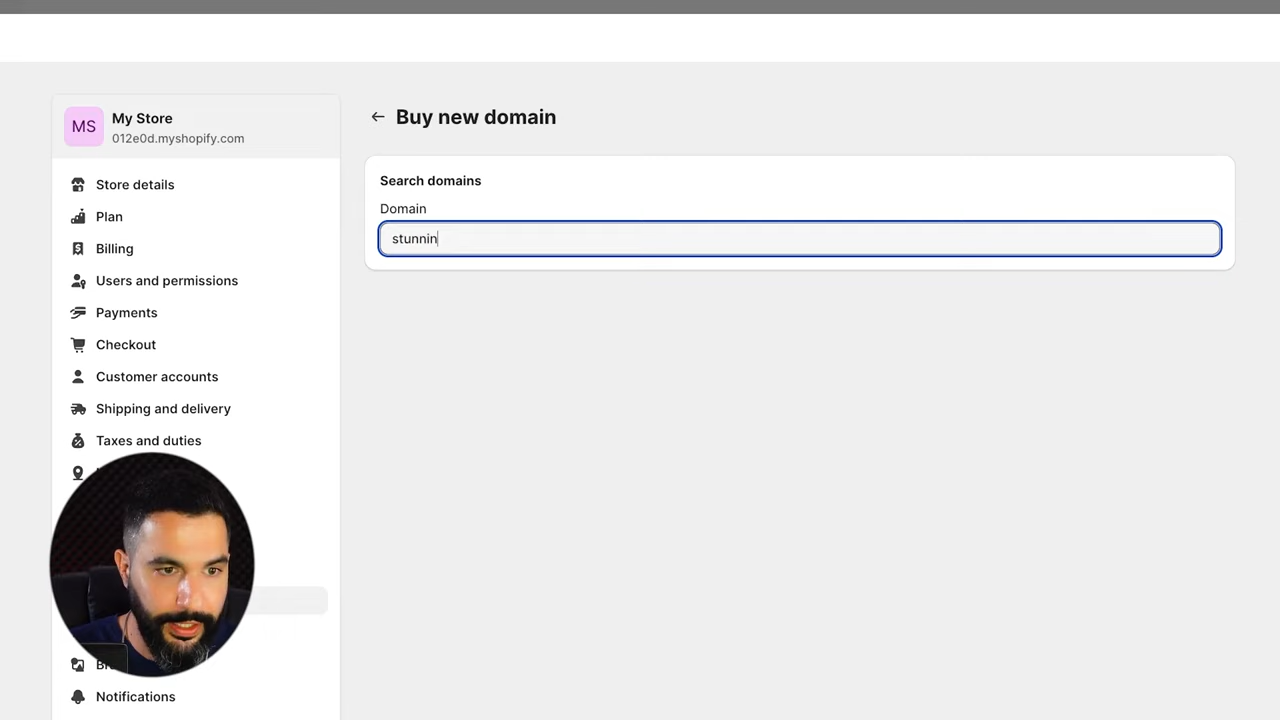 MS
My Store
012e0d.myshopify.com
Store details
Plan
Billing
Users and permissions
Payments
Checkout
Customer accounts
Shipping and delivery
Taxes and duties
Notifications
Buy new domain
Search domains
Domain
stunnin